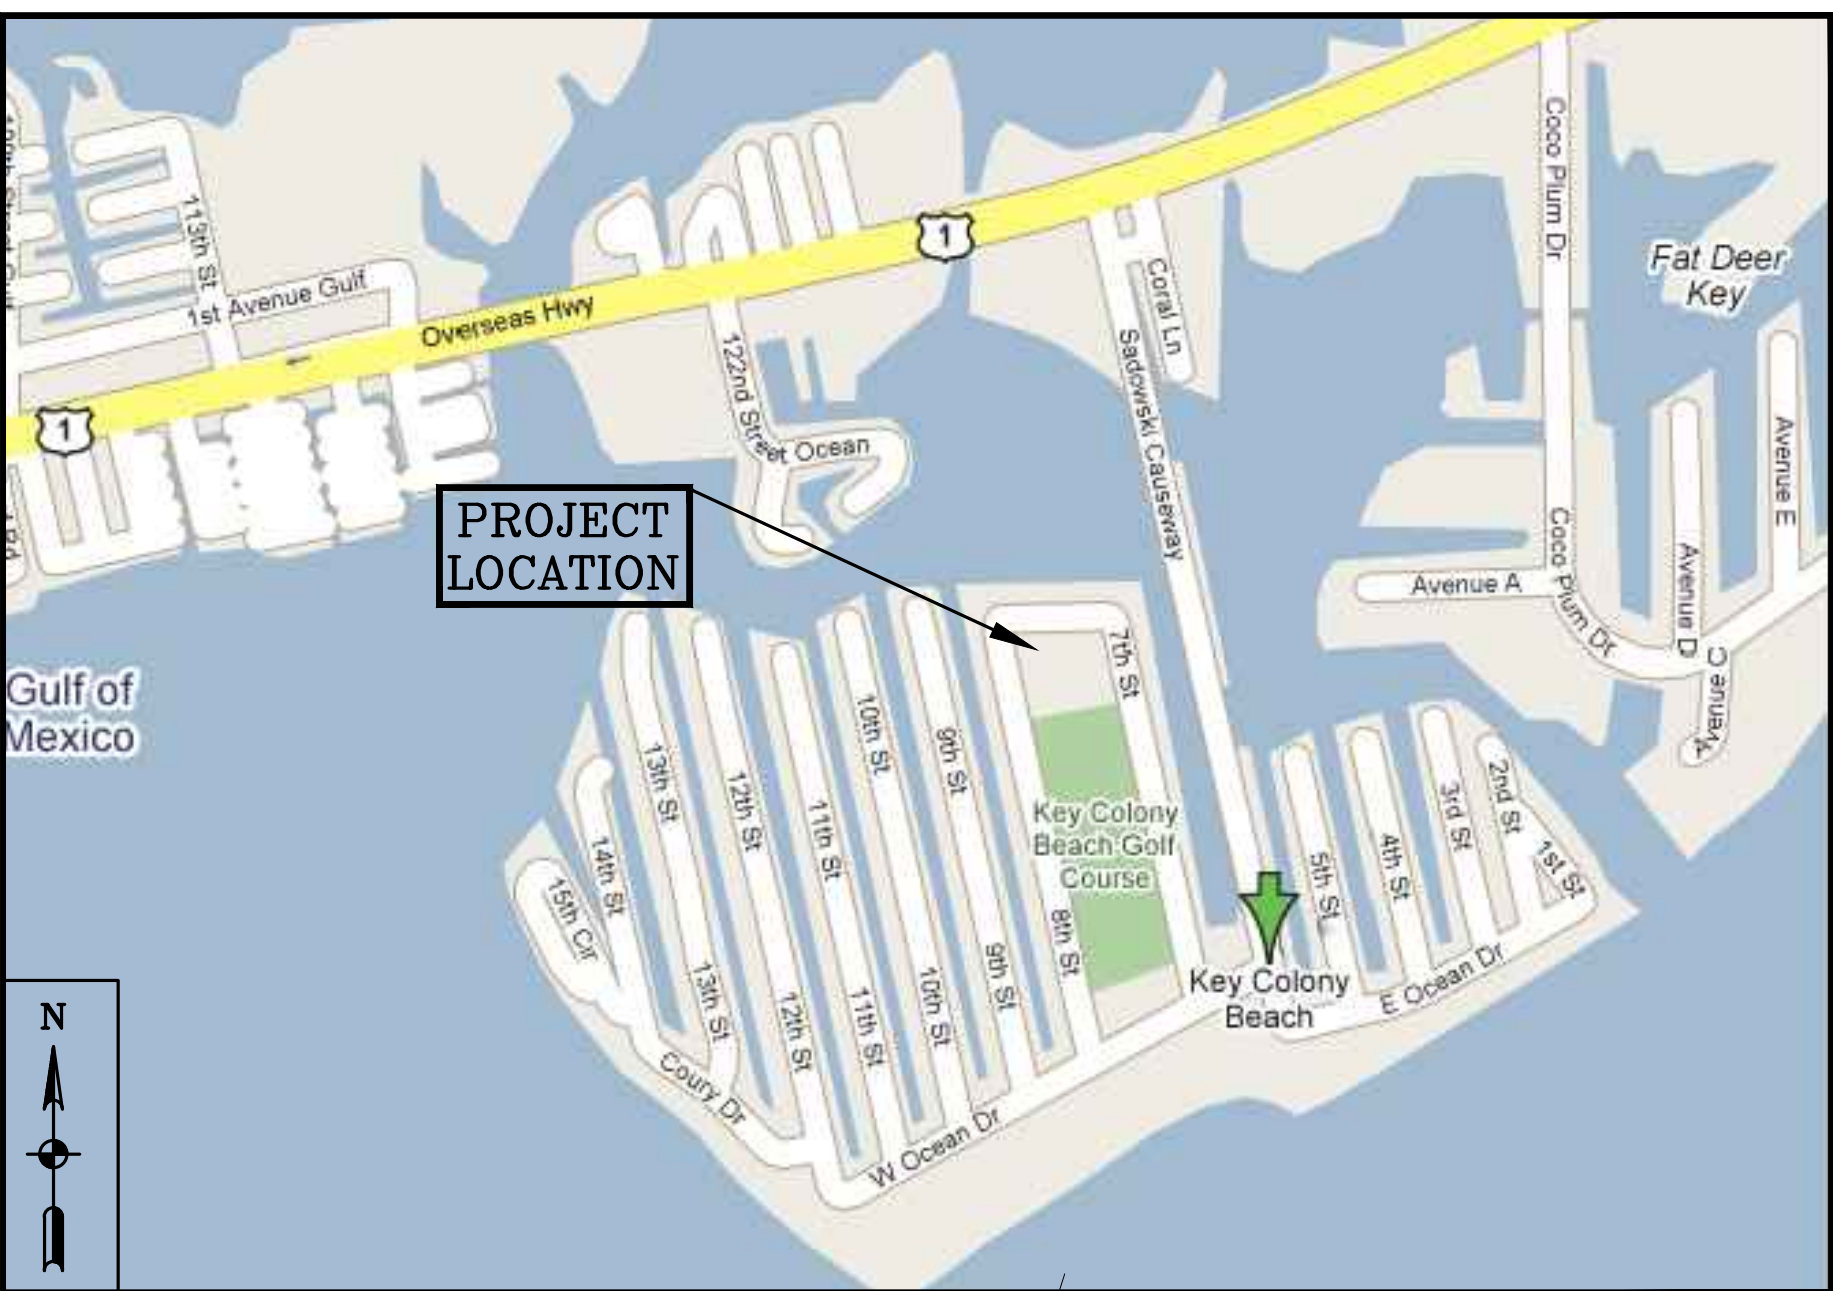 Coco Plum Dr
113th St
1
Fat Deer
Key
1st Avenue Gulf
Overseas Hwy
Coral Ln
122nd Street Ocean
Sadowski Causeway
1
Avenue E
PROJECT
LOCATION
Coco Plum Dr
Avenue A
Avenue D
Avenue C
Gulf of
Mexico
7th St
13th St
12th St
11th St
10th St
9th St
Key Colony
Beach Golf
Course
2nd St
3rd St
4th St
5th St
1st St
14th St
15th Cir
8th St
9th St
10th St
11th St
12th St
13th St
Key Colony
Beach
E Ocean Dr
Coury Dr
W Ocean Dr
N